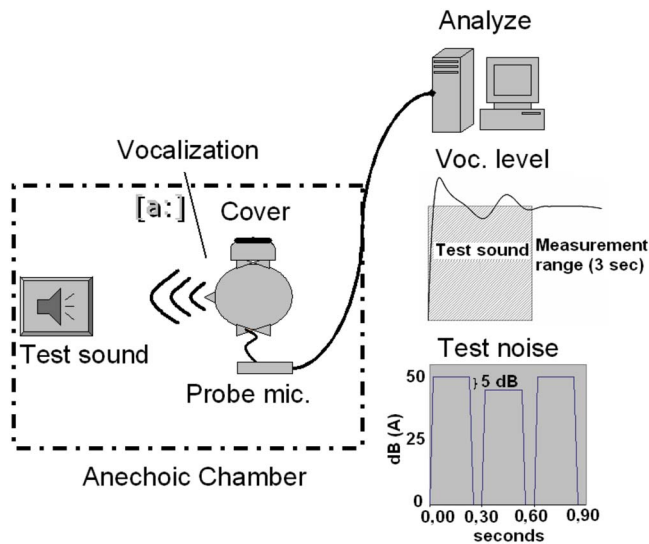 Analyze
Vocalization
[a:]
Cover
Test sound
Probe mic.
Anechoic Chamber
Voc. level
Test sound
Measurement
range (3 sec)
Test noise
50
} 5 dB
25
0
dB (A)
0,00 0,30 0,60 0,90
seconds